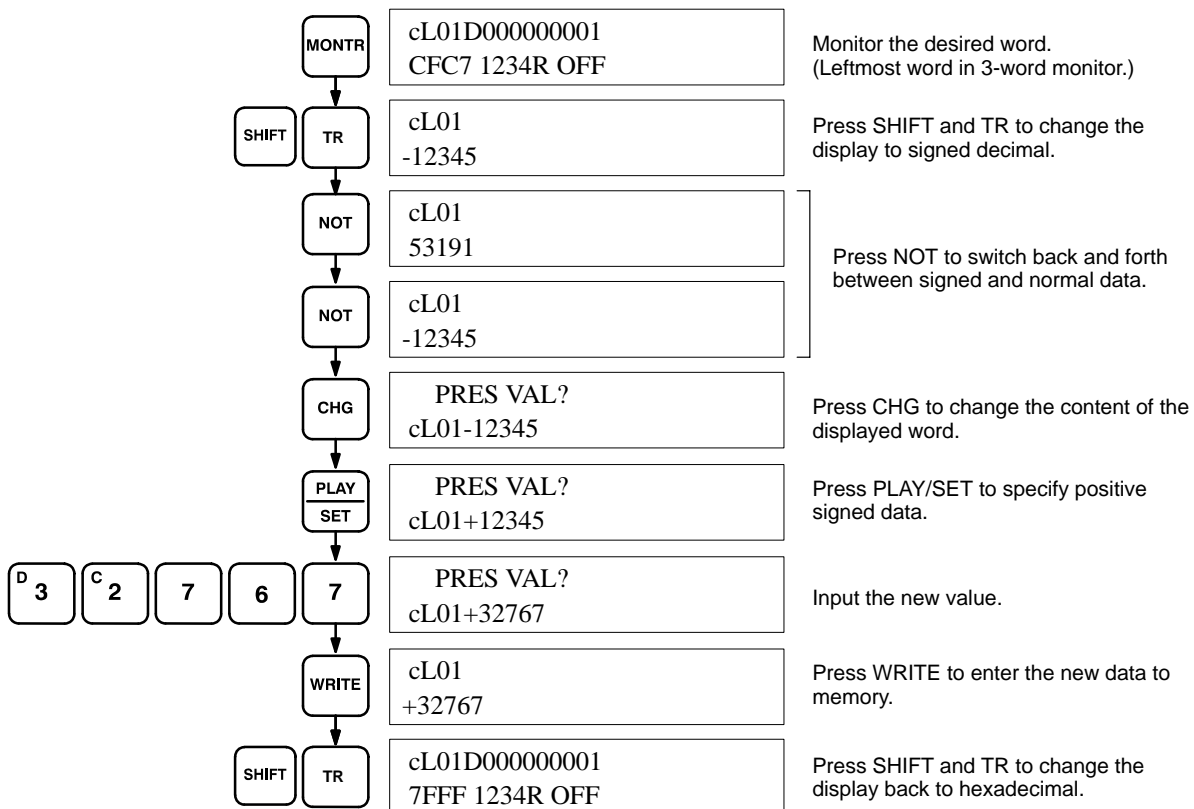 MONTR
cL01D000000001
CFC7 1234R OFF
Monitor the desired word.
(Leftmost word in 3-word monitor.)
SHIFT TR
cL01
-12345
Press SHIFT and TR to change the
display to signed decimal.
NOT
cL01
53191
NOT
cL01
-12345
Press NOT to switch back and forth
between signed and normal data.
CHG
PRES VAL?
cL01-12345
Press CHG to change the content of the
displayed word.
PLAY
SET
PRES VAL?
cL01+12345
Press PLAY/SET to specify positive
signed data.
D 3 C 2 7 6 7
PRES VAL?
cL01+32767
Input the new value.
WRITE
cL01
+32767
Press WRITE to enter the new data to
memory.
SHIFT TR
cL01D000000001
7FFF 1234R OFF
Press SHIFT and TR to change the
display back to hexadecimal.